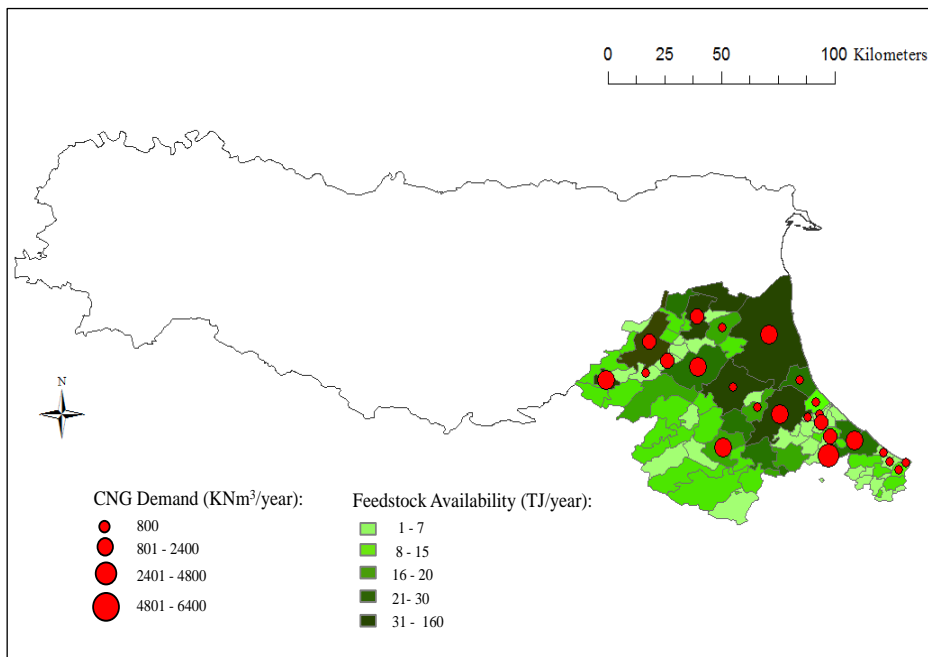 0 50 100 Kilometers
N
CNG Demand (KNm³/year):
800
801 - 2400
2401 - 4800
4801 - 6400
Feedstock Availability (TJ/year):
1 - 7
8 - 15
16 - 20
21- 30
31 - 160